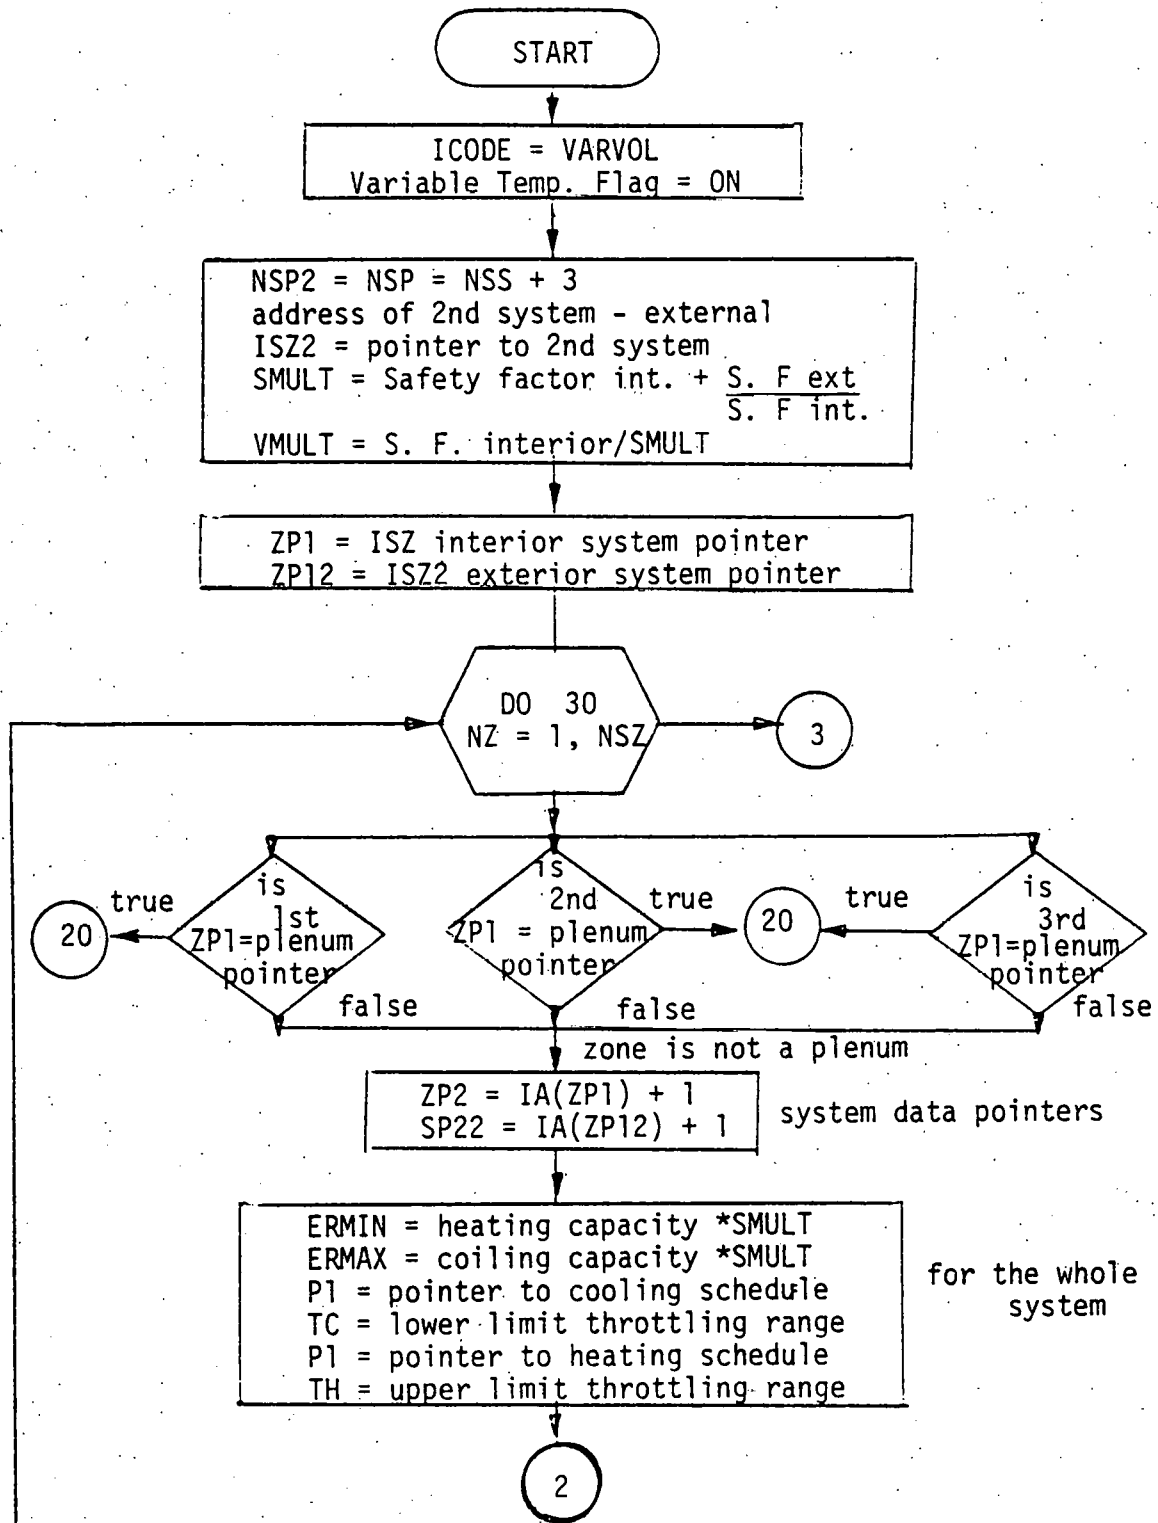 START
ICODE = VARVOL
Variable Temp. Flag = ON
NSP2 = NSP = NSS + 3
address of 2nd system - external
ISZ2 = pointer to 2nd system
SMULT = Safety factor int. + S. F ext
S. F int.
VMULT = S. F. interior/SMULT
ZP1 = ISZ interior system pointer
ZP12 = ISZ2 exterior system pointer
DO 30
NZ = 1, NSZ
3
is
1st
ZP1=plenum
pointer
true
20
false
is
2nd
ZP1 = plenum
pointer
true
20
false
is
3rd
ZP1=plenum
pointer
true
false
zone is not a plenum
ZP2 = IA(ZP1) + 1
SP22 = IA(ZP12) + 1
system data pointers
ERMIN = heating capacity *SMULT
ERMAX = coiling capacity *SMULT
P1 = pointer to cooling schedule
TC = lower limit throttling range
P1 = pointer to heating schedule
TH = upper limit throttling range
for the whole
system
2